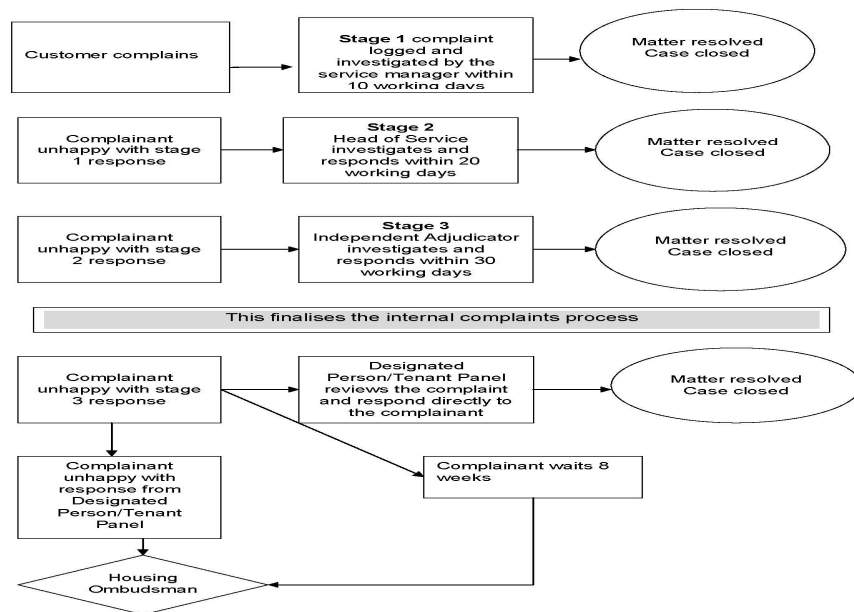 Customer complains
Stage 1 complaint
logged and
investigated by the
service manager within
10 working days
Matter resolved
Case closed
Complainant
unhappy with stage
1 response
Stage 2
Head of Service
investigates and
responds within 20
working days
Matter resolved
Case closed
Complainant
unhappy with stage
2 response
Stage 3
Independent Adjudicator
investigates and
responds within 30
working days
Matter resolved
Case closed
This finalises the internal complaints process
Complainant
unhappy with stage
3 response
Designated
Person/Tenant Panel
reviews the complaint
and respond directly to
the complainant
Matter resolved
Case closed
Complainant
unhappy with
response from
Designated
Person/Tenant
Panel
Complainant waits 8
weeks
Housing
Ombudsman